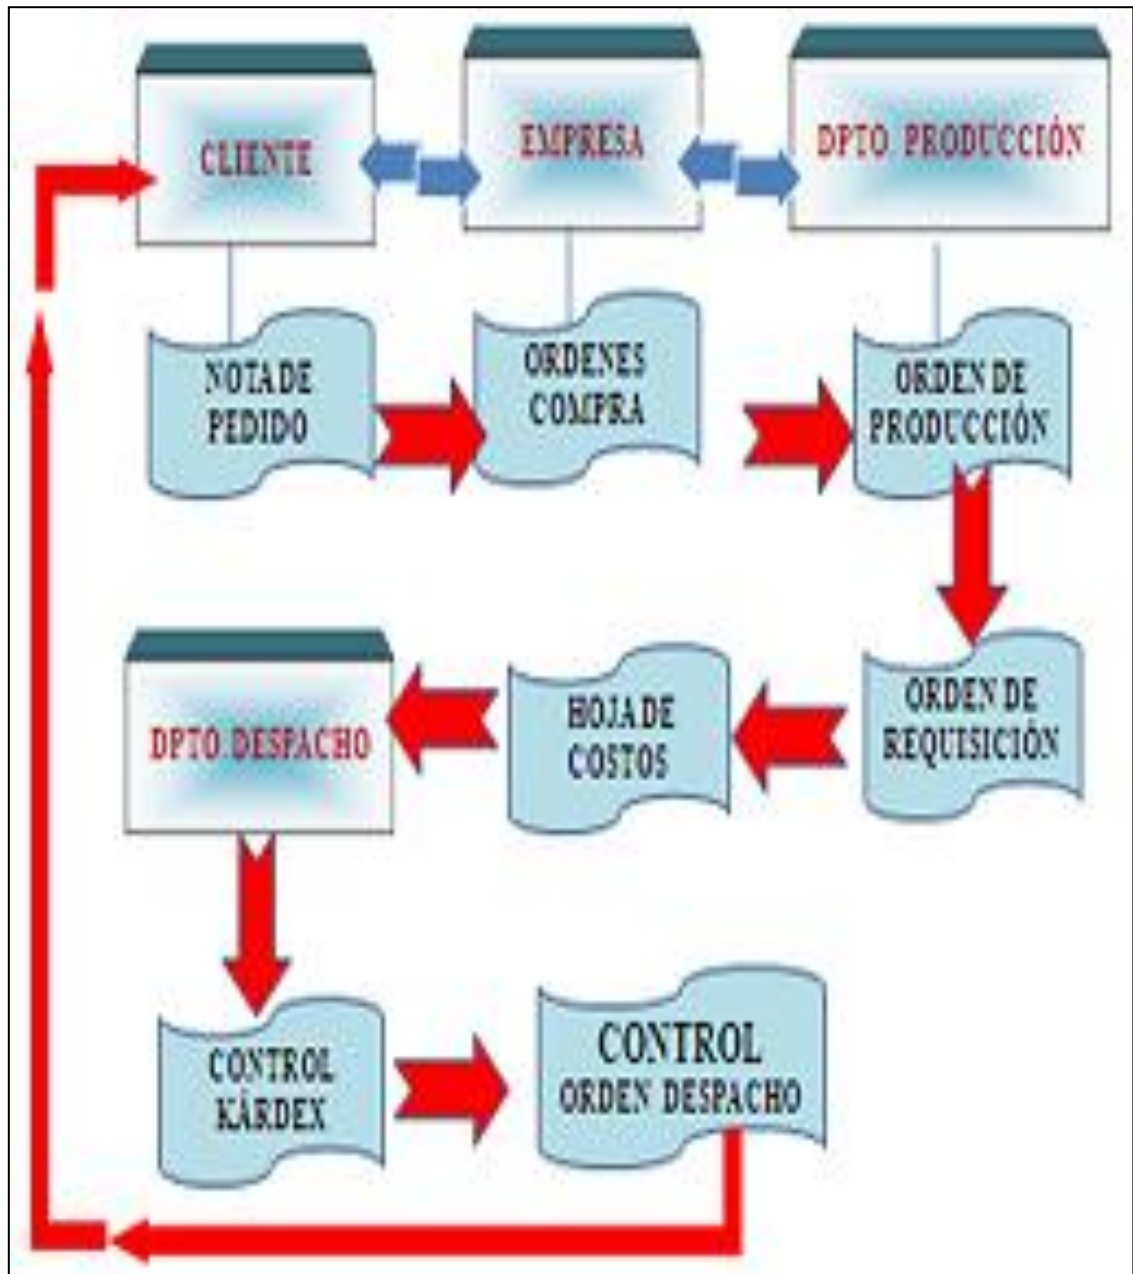 CLIENTE
EMPRESA
DPTO PRODUCCIÓN
NOTA DE
PEDIDO
ORDENES
COMPRA
ORDEN DE
PRODUCCIÓN
DPTO DESPACHO
HOJA DE
COSTOS
ORDEN DE
REQUISICIÓN
CONTROL
KÁRDEX
CONTROL
ORDEN DESPACHO